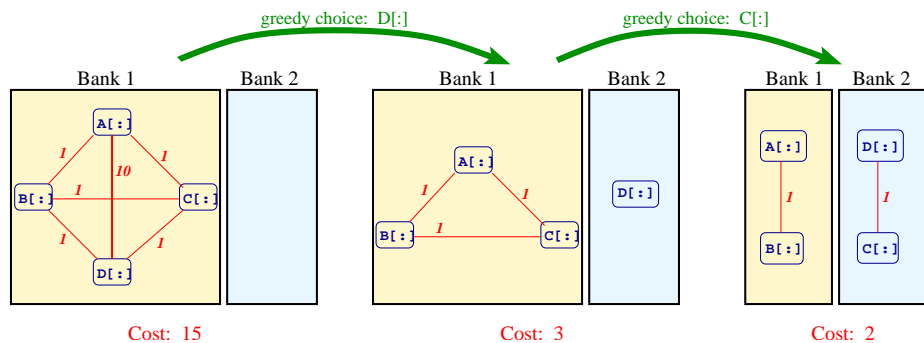 greedy choice: D[:]
greedy choice: C[:]
Bank 1
Bank 2
Bank 1
Bank 2
Bank 1
Bank 2
A[:]
1
1
10
B[:]
1
C[:]
1
1
D[:]
A[:]
1
1
B[:]
1
C[:]
D[:]
A[:]
D[:]
1
1
B[:]
C[:]
Cost: 15
Cost: 3
Cost: 2